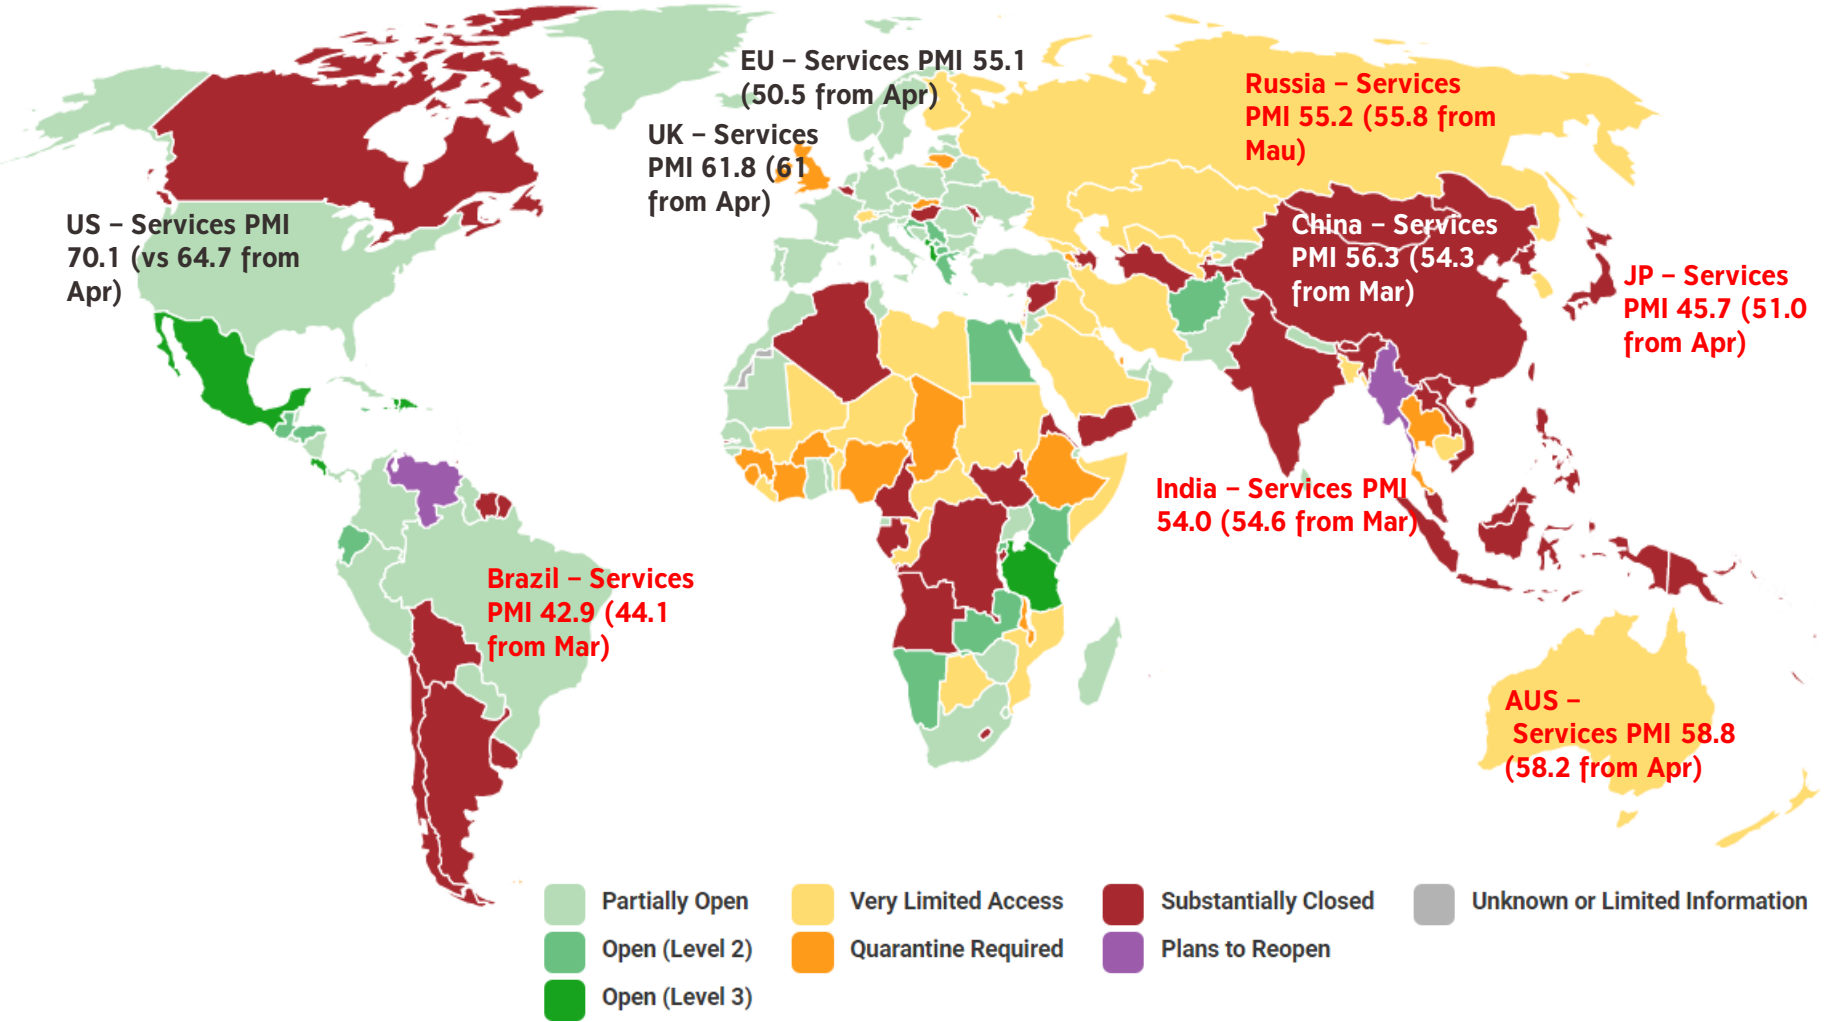 EU – Services PMI 55.1
(50.5 from Apr)
Russia – Services
PMI 55.2 (55.8 from
Mau)
UK – Services
PMI 61.8 (61
from Apr)
US – Services PMI
70.1 (vs 64.7 from
Apr)
China – Services
PMI 56.3 (54.3
from Mar)
JP – Services
PMI 45.7 (51.0
from Apr)
India – Services PMI
54.0 (54.6 from Mar)
Brazil – Services
PMI 42.9 (44.1
from Mar)
AUS –
Services PMI 58.8
(58.2 from Apr)
Partially Open
Very Limited Access
Substantially Closed
Unknown or Limited Information
Open (Level 2)
Quarantine Required
Plans to Reopen
Open (Level 3)